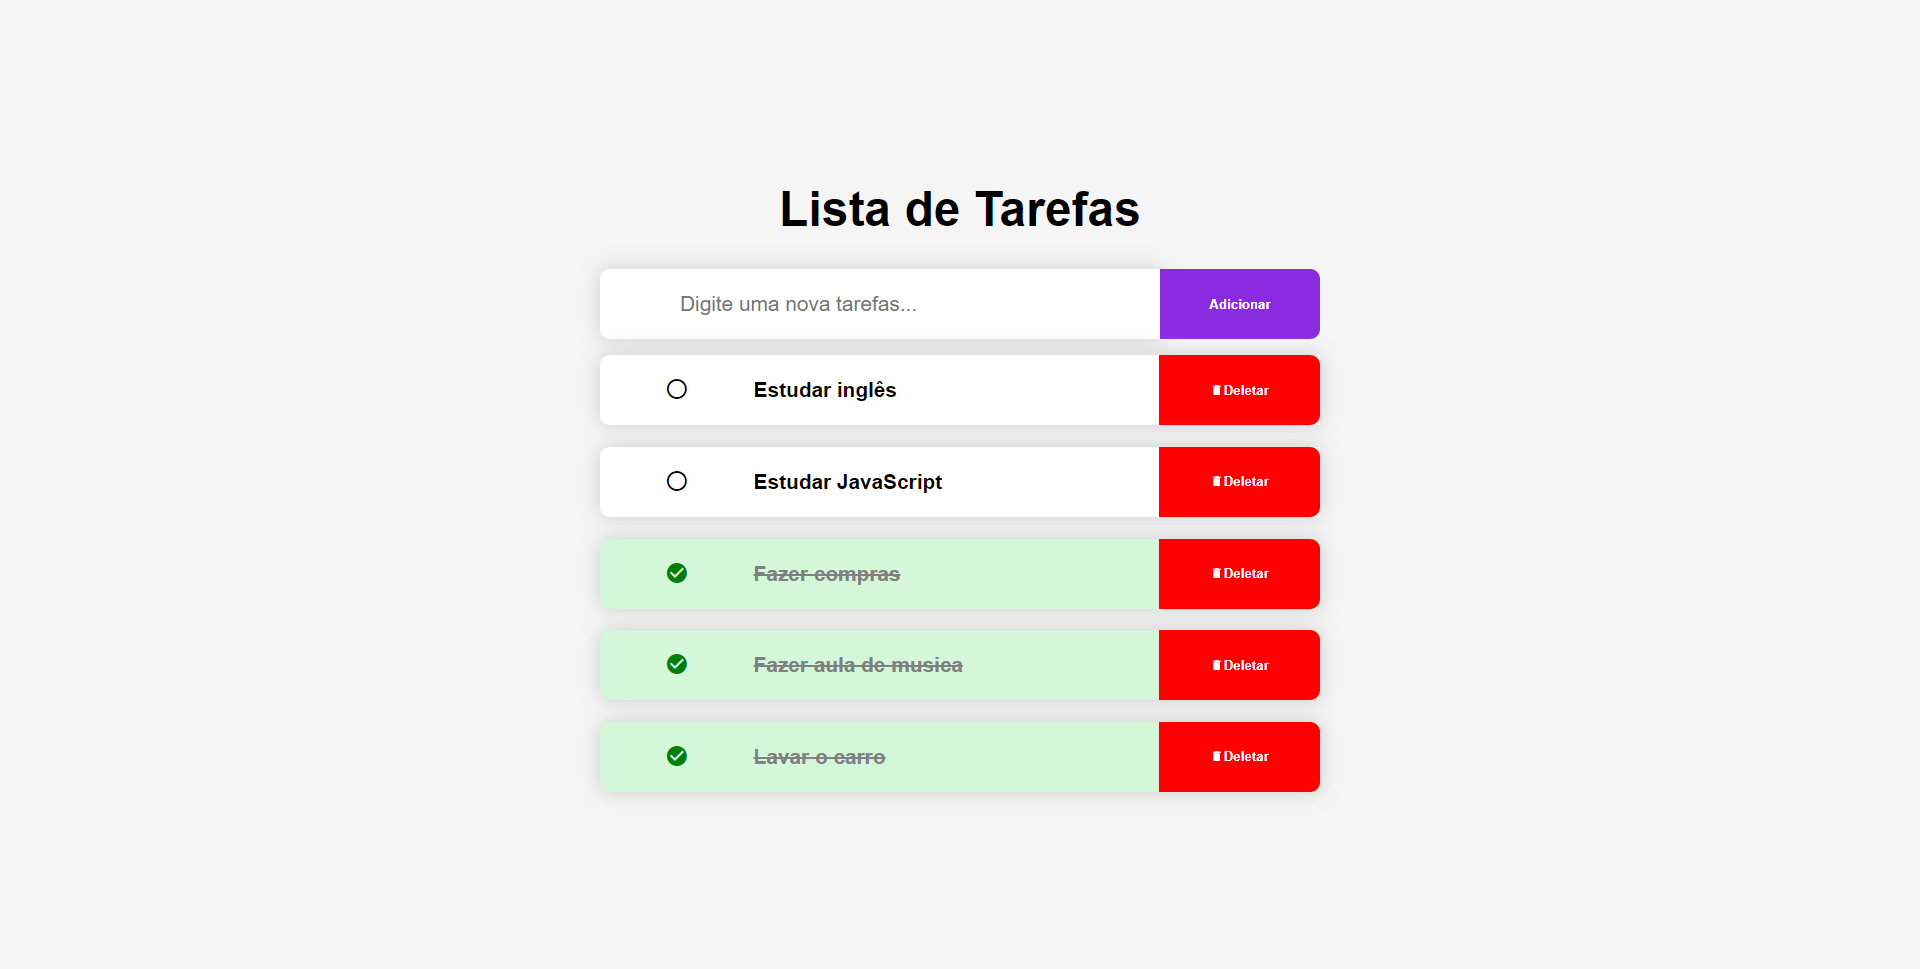 Lista de Tarefas
Digite uma nova tarefas...
Adicionar
Estudar inglês
Deletar
Estudar JavaScript
Deletar
Fazer compras
Deletar
Fazer aula de musica
Deletar
Lavar o carro
Deletar